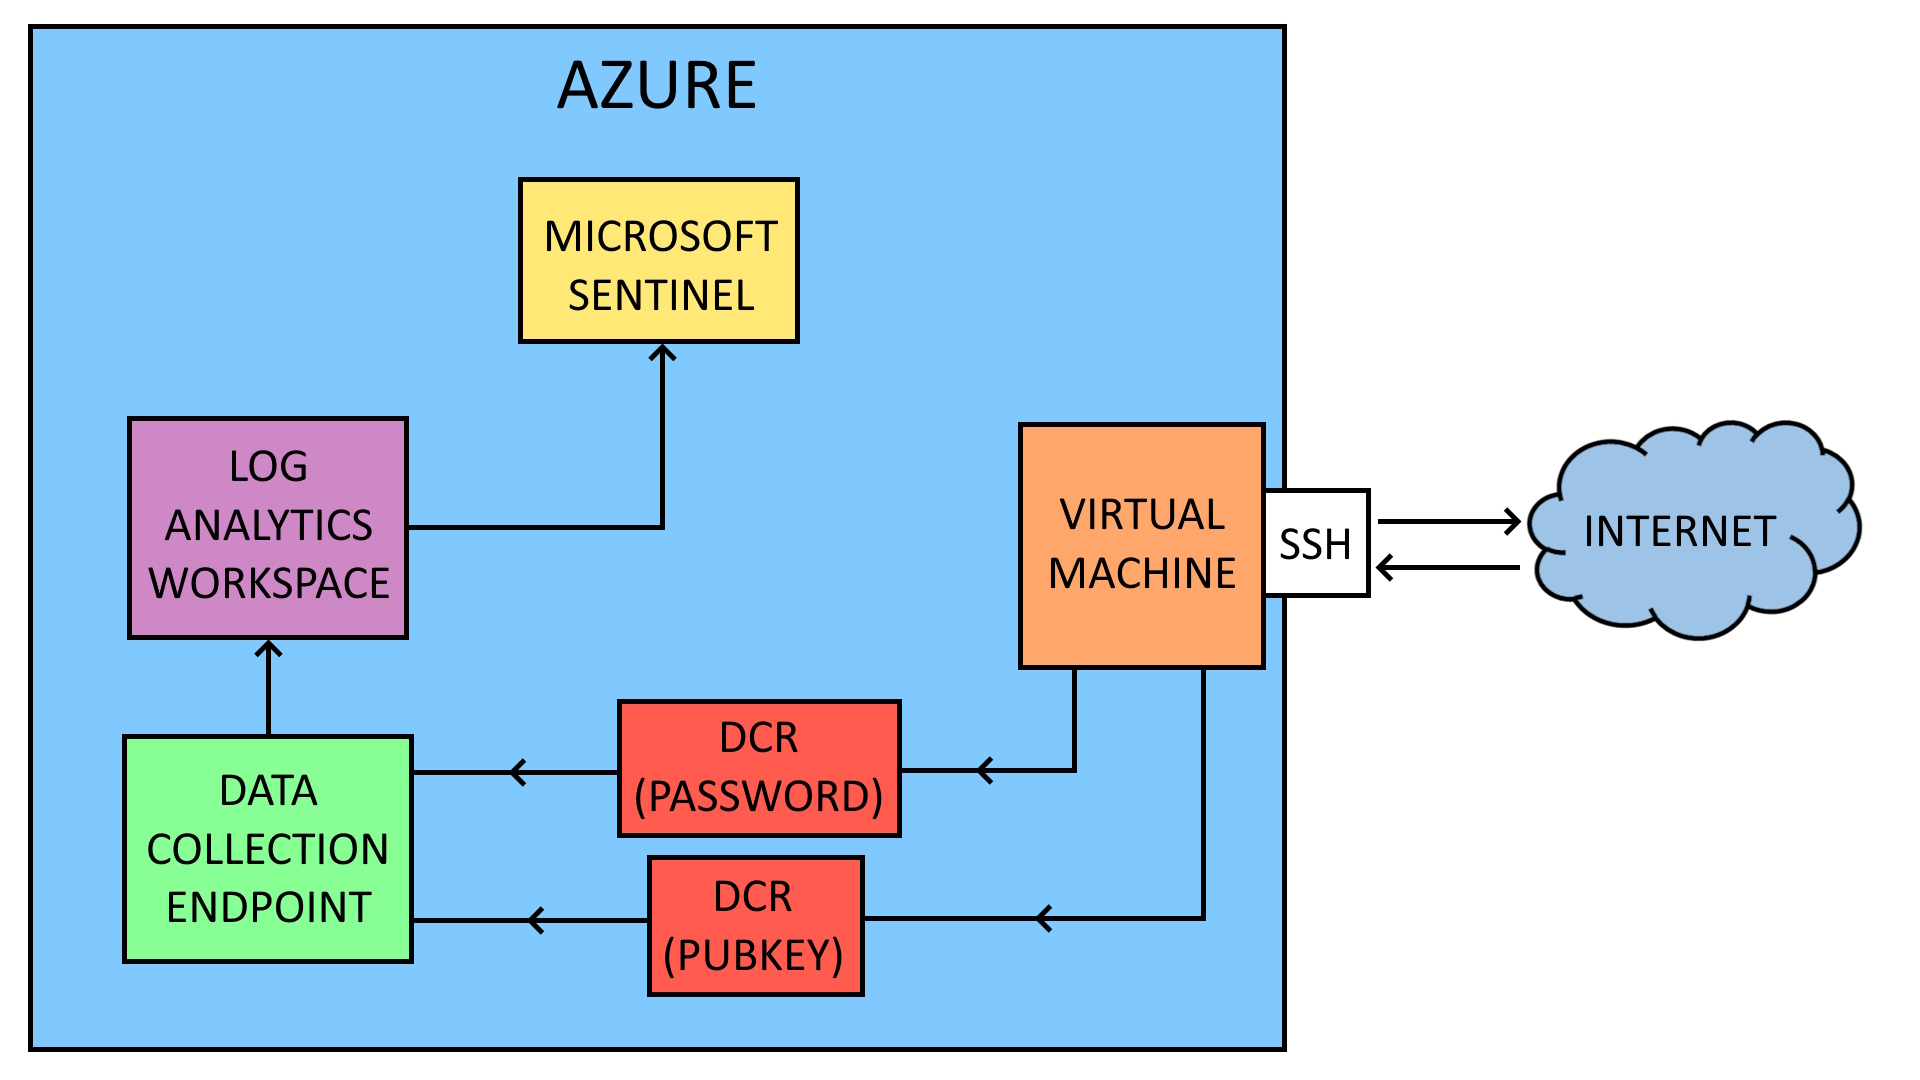 AZURE
MICROSOFT
SENTINEL
LOG
ANALYTICS
WORKSPACE
VIRTUAL
MACHINE
SSH
INTERNET
DCR
(PASSWORD)
DATA
COLLECTION
ENDPOINT
DCR
(PUBKEY)